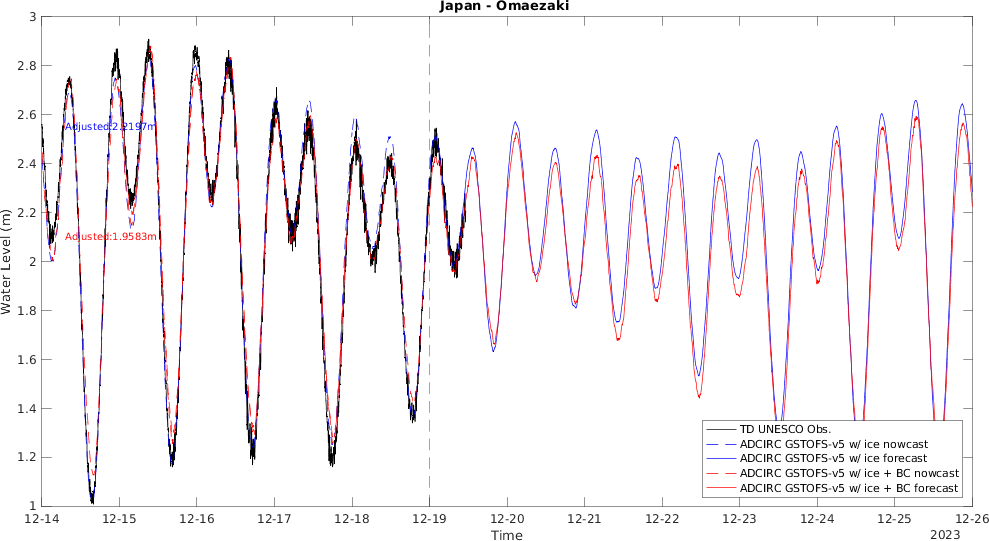 Japan - Omaezaki
3
2.8
2.6
2.4
2.2
2
1.8
1.6
1.4
1.2
1
Water Level (m)
Adjusted:2.2197m
Adjusted:1.9583m
TD UNESCO Obs.
ADCIRC GSTOFS-v5 w/ ice nowcast
ADCIRC GSTOFS-v5 w/ ice forecast
ADCIRC GSTOFS-v5 w/ ice + BC nowcast
ADCIRC GSTOFS-v5 w/ ice + BC forecast
12-14 12-15 12-16 12-17 12-18 12-19 12-20 12-21 12-22 12-23 12-24 12-25 12-26
Time
2023